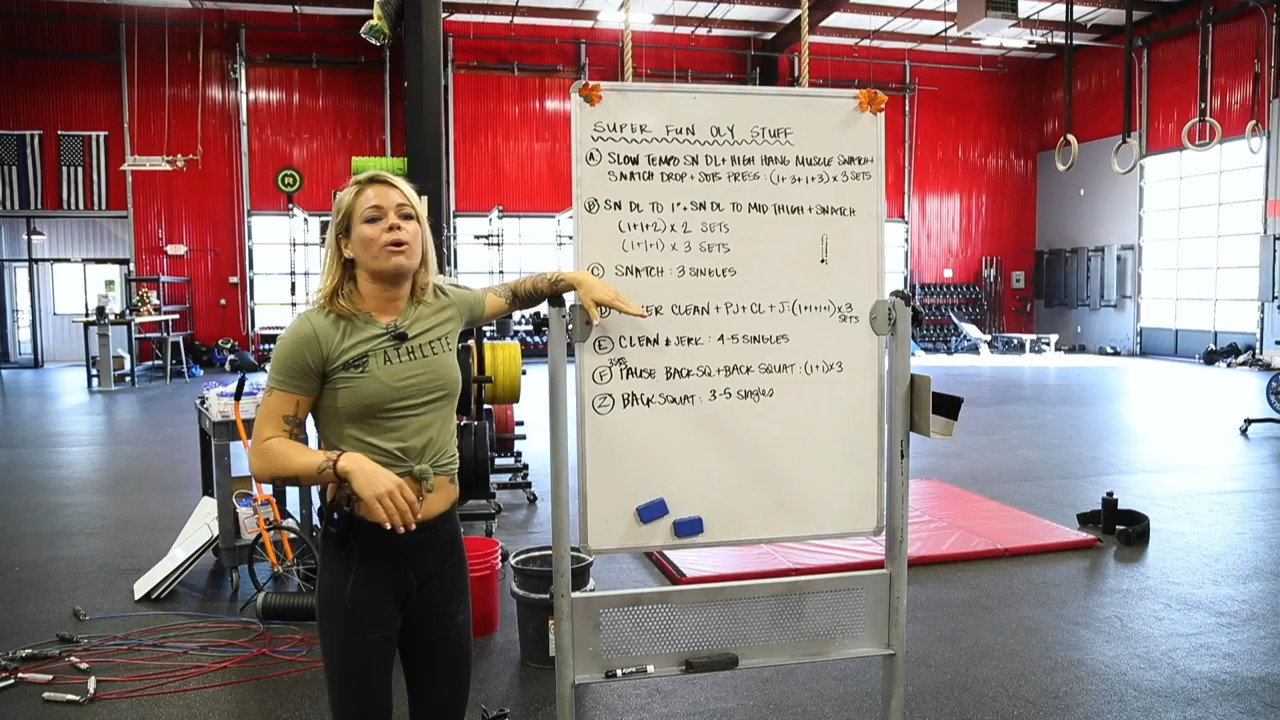 SUPER FUN OLY STUFF
(A) SLOW TEMPO SN DL + HIGH HANG MUSCLE SNATCH +
SNATCH DROP + SOTS PRESS : (1+3+1+3) x 3 SETS
(B) SN DL TO 1" + SN DL TO MID THIGH + SNATCH
(1+1+2) x 2 SETS
(1+1+1) x 3 SETS
(C) SNATCH : 3 SINGLES
CLEAN + PJ + CL + J : (1+1+1+1) x 3
SETS
(E) CLEAN & JERK : 4-5 SINGLES
(F) PAUSE BACK SQ + BACK SQUAT : (1+1) x 3
(Z) BACK SQUAT : 3-5 SINGLES
ATHLETE
R